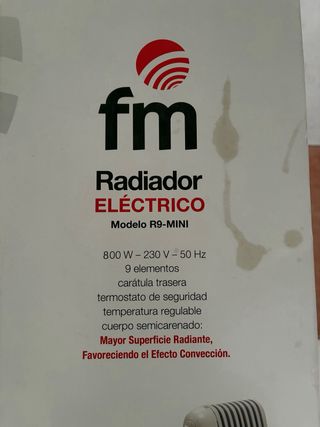 fm
Radiador
ELÉCTRICO
Modelo R9-MINI
800 W – 230 V – 50 Hz
9 elementos
carátula trasera
termostato de seguridad
temperatura regulable
cuerpo semicarenado:
Mayor Superficie Radiante,
Favoreciendo el Efecto Convección.